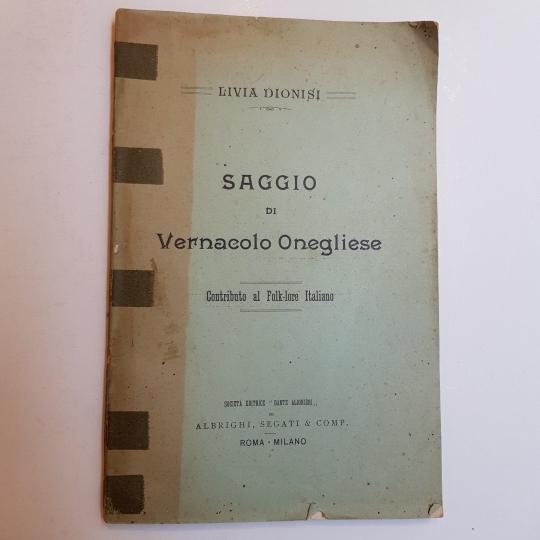 LIVIA DIONISI
SAGGIO
DI
Vernacolo Onegliese
Contributo al Folk-lore Italiano
SOCIETÀ EDITRICE "DANTE ALIGHIERI„
DI
ALBRIGHI, SEGATI & COMP.
ROMA - MILANO